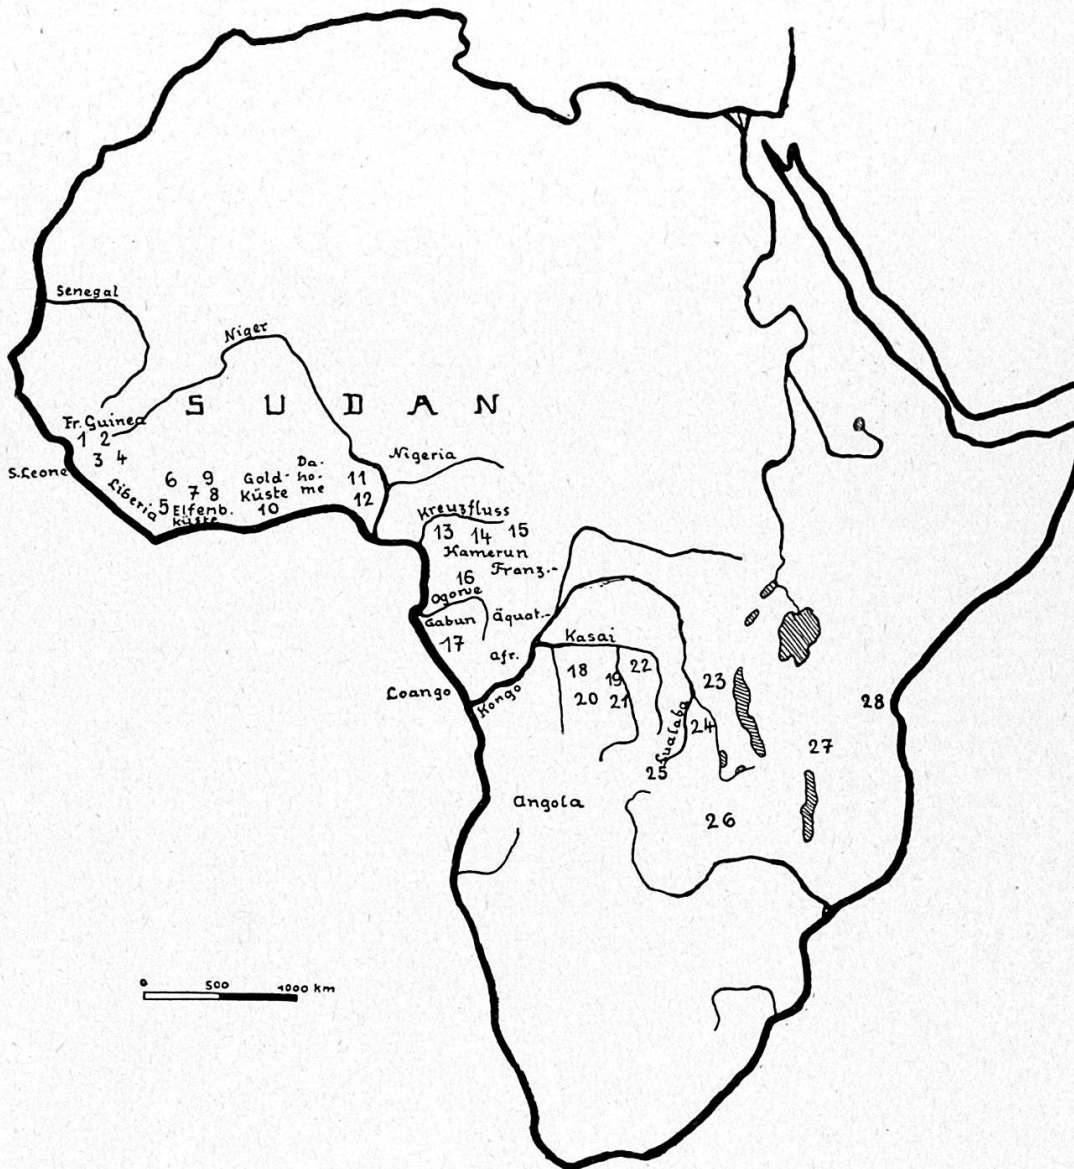 Senegal
Niger
SUDAN
Fr. Guinea
1 2
3 4
S.Leone
Liberia
5
6 9
7 8
Elfenb.
küste
Gold-
Küste
10
Da-
ho-
me
11
12
Nigeria
Kreuzfluss
13 14 15
Kamerun
Franz.-
16
Ogowe
Gabun
Äquat.-
17
Afr.
Kasai
Loango
Kongo
18 19 22
20 21
23
24
Lualaba
25
28
27
Angola
26
0 500 1000 km